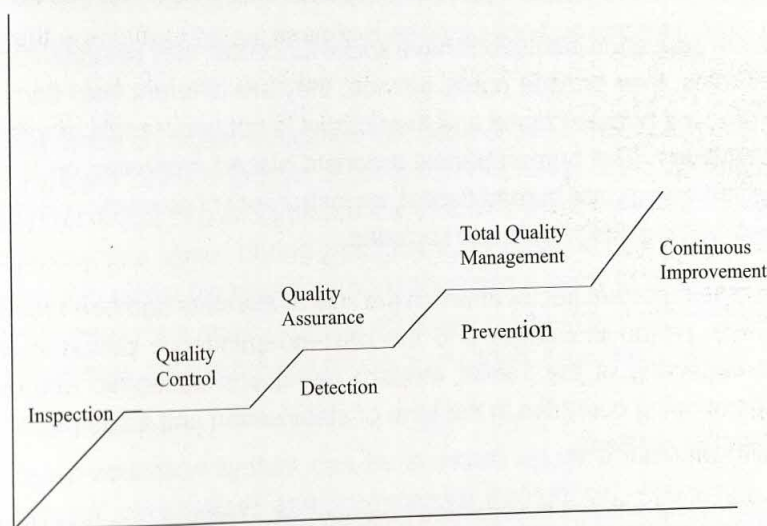 Total Quality
Management
Continuous
Improvement
Quality
Assurance
Prevention
Quality
Control
Detection
Inspection